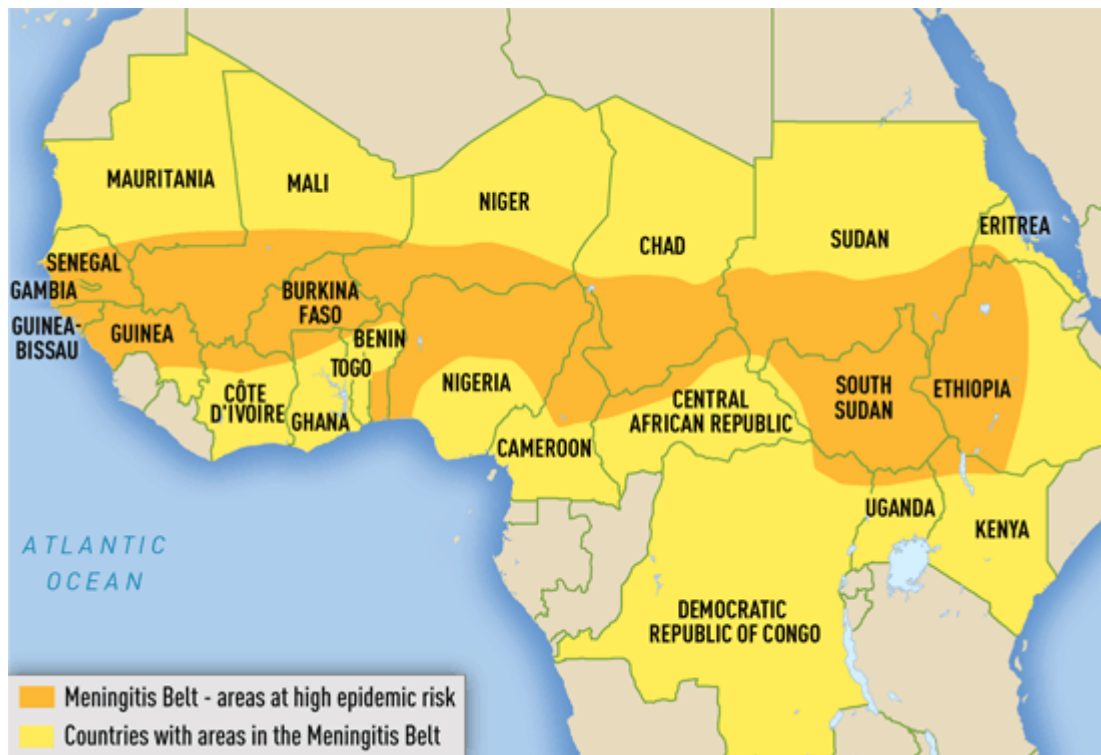 MAURITANIA
MALI
NIGER
CHAD
SUDAN
ERITREA
SENEGAL
GAMBIA
GUINEA-
BISSAU
GUINEA
BURKINA
FASO
BENIN
TOGO
CÔTE
D'IVOIRE
GHANA
NIGERIA
CAMEROON
CENTRAL
AFRICAN REPUBLIC
SOUTH
SUDAN
ETHIOPIA
UGANDA
KENYA
DEMOCRATIC
REPUBLIC OF CONGO
ATLANTIC
OCEAN
Meningitis Belt - areas at high epidemic risk
Countries with areas in the Meningitis Belt